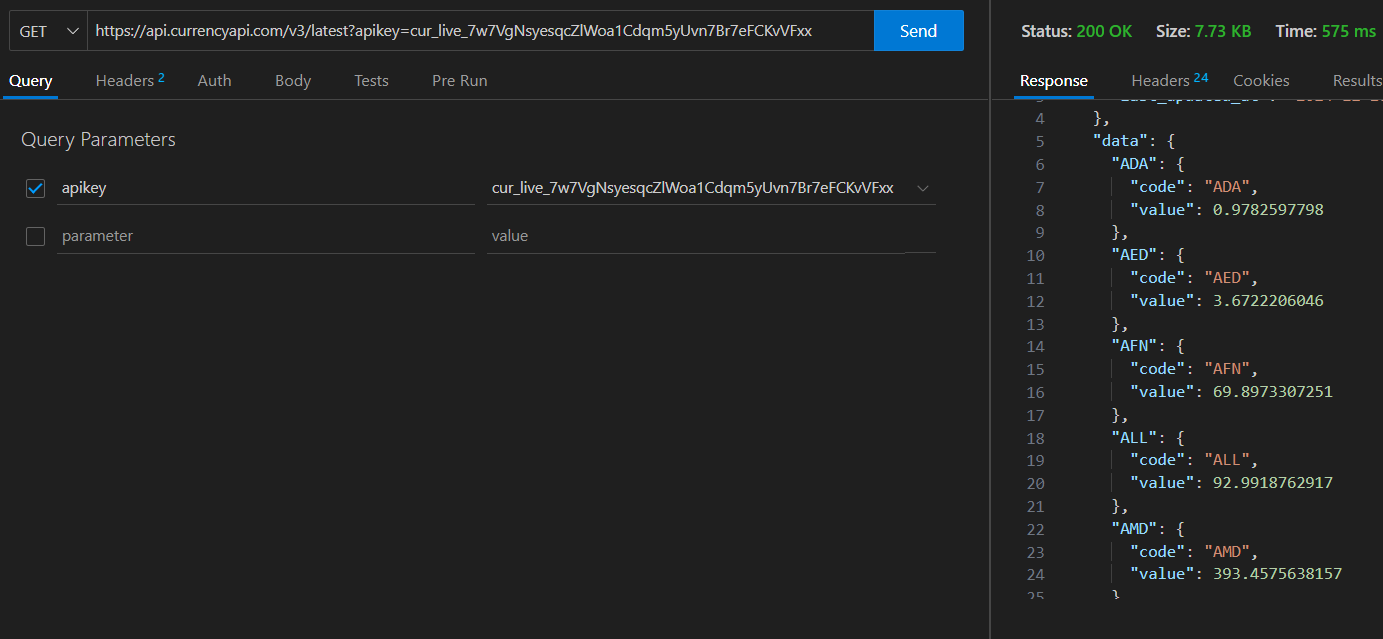 GET
https://api.currencyapi.com/v3/latest?apikey=cur_live_7w7VgNsyesqcZlWoa1Cdqm5yUvn7Br7eFCKvVFxx
Send
Query
Headers 2
Auth
Body
Tests
Pre Run
Query Parameters
apikey
cur_live_7w7VgNsyesqcZlWoa1Cdqm5yUvn7Br7eFCKvVFxx
parameter
value
Status: 200 OK Size: 7.73 KB Time: 575 ms
Response
Headers 24
Cookies
Results
4 },
5 "data": {
6 "ADA": {
7 "code": "ADA",
8 "value": 0.9782597798
9 },
10 "AED": {
11 "code": "AED",
12 "value": 3.6722206046
13 },
14 "AFN": {
15 "code": "AFN",
16 "value": 69.8973307251
17 },
18 "ALL": {
19 "code": "ALL",
20 "value": 92.9918762917
21 },
22 "AMD": {
23 "code": "AMD",
24 "value": 393.4575638157
25 }